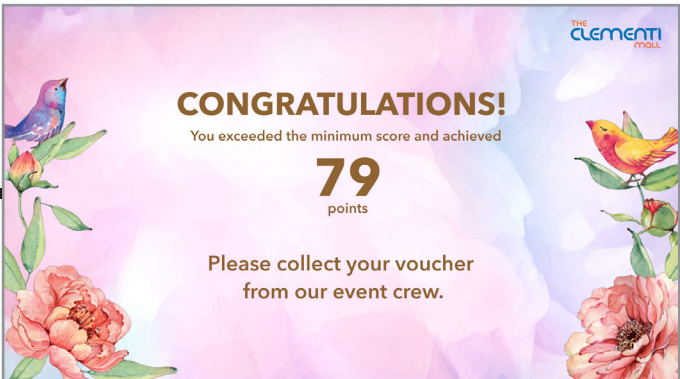 THE
CLEMENTI
mall
CONGRATULATIONS!
You exceeded the minimum score and achieved
79
points
Please collect your voucher
from our event crew.